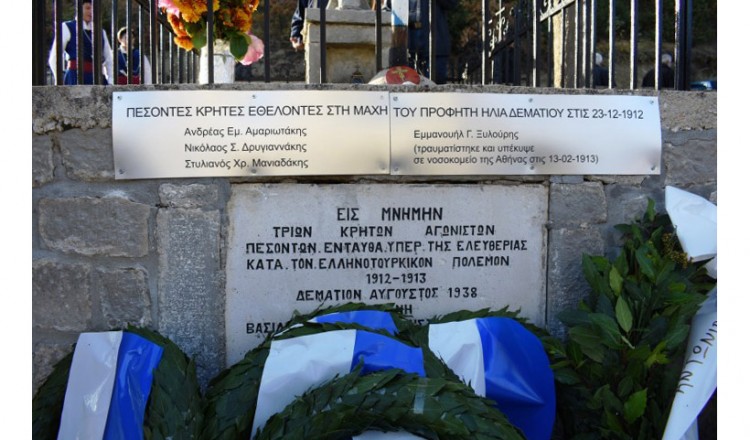 ΠΕΣΟΝΤΕΣ ΚΡΗΤΕΣ ΕΘΕΛΟΝΤΕΣ ΣΤΗ ΜΑΧΗ ΤΟΥ ΠΡΟΦΗΤΗ ΗΛΙΑ ΔΕΜΑΤΙΟΥ ΣΤΙΣ 23-12-1912
Ανδρέας Εμ. Αμαριωτάκης
Νικόλαος Σ. Δρυγιαννάκης
Στυλιανός Χρ. Μανιαδάκης
Εμμανουήλ Γ. Ξυλούρης
(τραυματίστηκε και υπέκυψε
σε νοσοκομείο της Αθήνας στις 13-02-1913)
ΕΙΣ ΜΝΗΜΗΝ
ΤΡΙΩΝ ΚΡΗΤΩΝ ΑΓΩΝΙΣΤΩΝ
ΠΕΣΟΝΤΩΝ.ΕΝΤΑΥΘΑ.ΥΠΕΡ.ΤΗΣ ΕΛΕΥΘΕΡΙΑΣ
ΚΑΤΑ.ΤΟΝ.ΕΛΛΗΝΟΤΟΥΡΚΙΚΟΝ ΠΟΛΕΜΟΝ
1912-1913
ΔΕΜΑΤΙΟΝ ΑΥΓΟΥΣΤΟΣ 1938